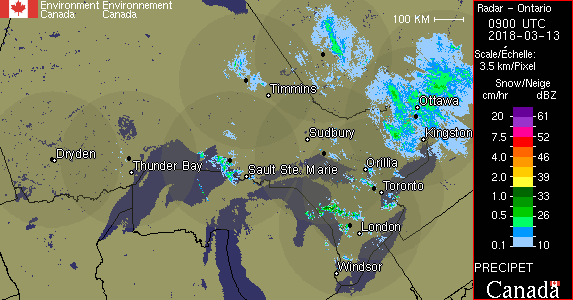 Environment Environnement
Canada Canada
100 KM
Timmins
Ottawa
Sudbury
Kingston
Dryden
Thunder Bay
Sault Ste. Marie
Orillia
Toronto
London
Windsor
Radar - Ontario
0900 UTC
2018-03-13
Scale/Échelle:
3.5 km/Pixel
Snow/Neige
cm/hr dBZ
20 61
7.5 52
4.0 46
2.0 39
1.0 33
0.5 26
0.1 10
PRECIPET
Canada